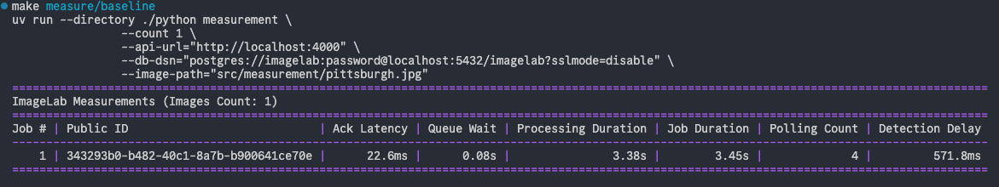 make measure/baseline
uv run --directory ./python measurement \
--count 1 \
--api-url="http://localhost:4000" \
--db-dsn="postgres://imagelab:password@localhost:5432/imagelab?sslmode=disable" \
--image-path="src/measurement/pittsburgh.jpg"
ImageLab Measurements (Images Count: 1)
Job # | Public ID | Ack Latency | Queue Wait | Processing Duration | Job Duration | Polling Count | Detection Delay
1 | 343293b0-b482-40c1-8a7b-b900641ce70e | 22.6ms | 0.08s | 3.38s | 3.45s | 4 | 571.8ms